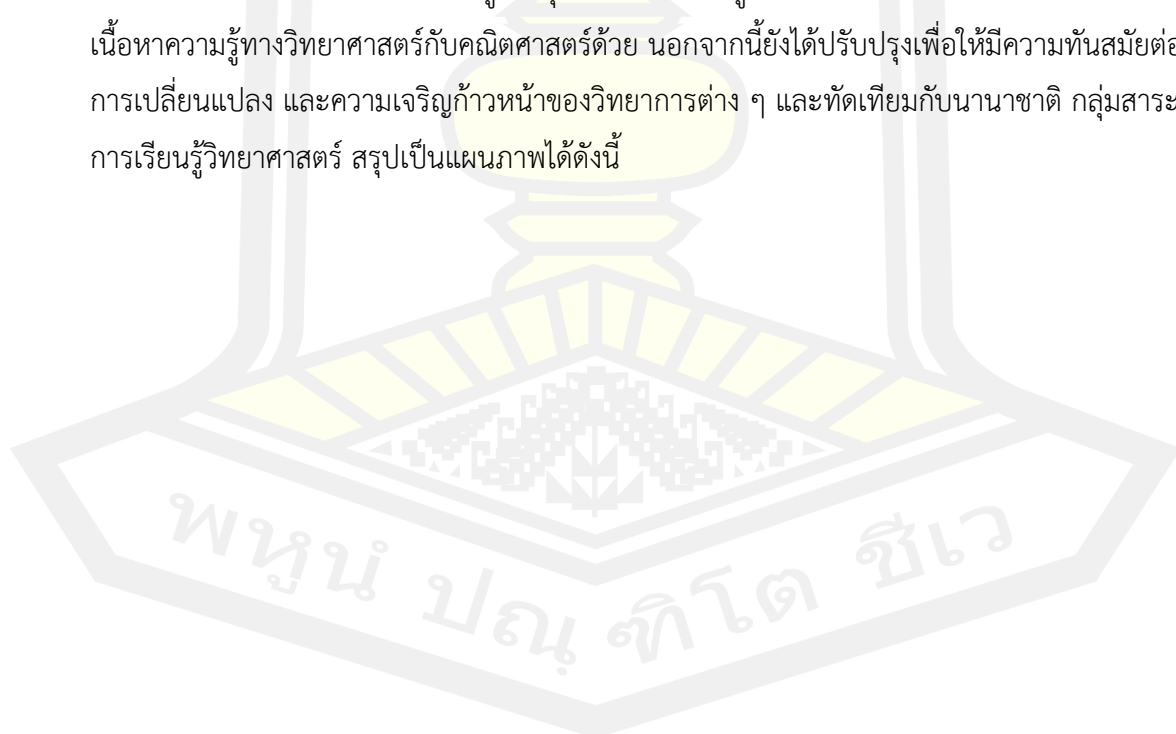 เนื้อหาความรู้ทางวิทยาศาสตร์กับคณิตศาสตร์ด้วย นอกจากนี้ยังได้ปรับปรุงเพื่อให้มีความทันสมัยต่อ
การเปลี่ยนแปลง และความเจริญก้าวหน้าของวิทยาการต่าง ๆ และทัดเทียมกับนานาชาติ กลุ่มสาระ
การเรียนรู้วิทยาศาสตร์ สรุปเป็นแผนภาพได้ดังนี้
พหูนํ ปณฺฑิโต ชีเว